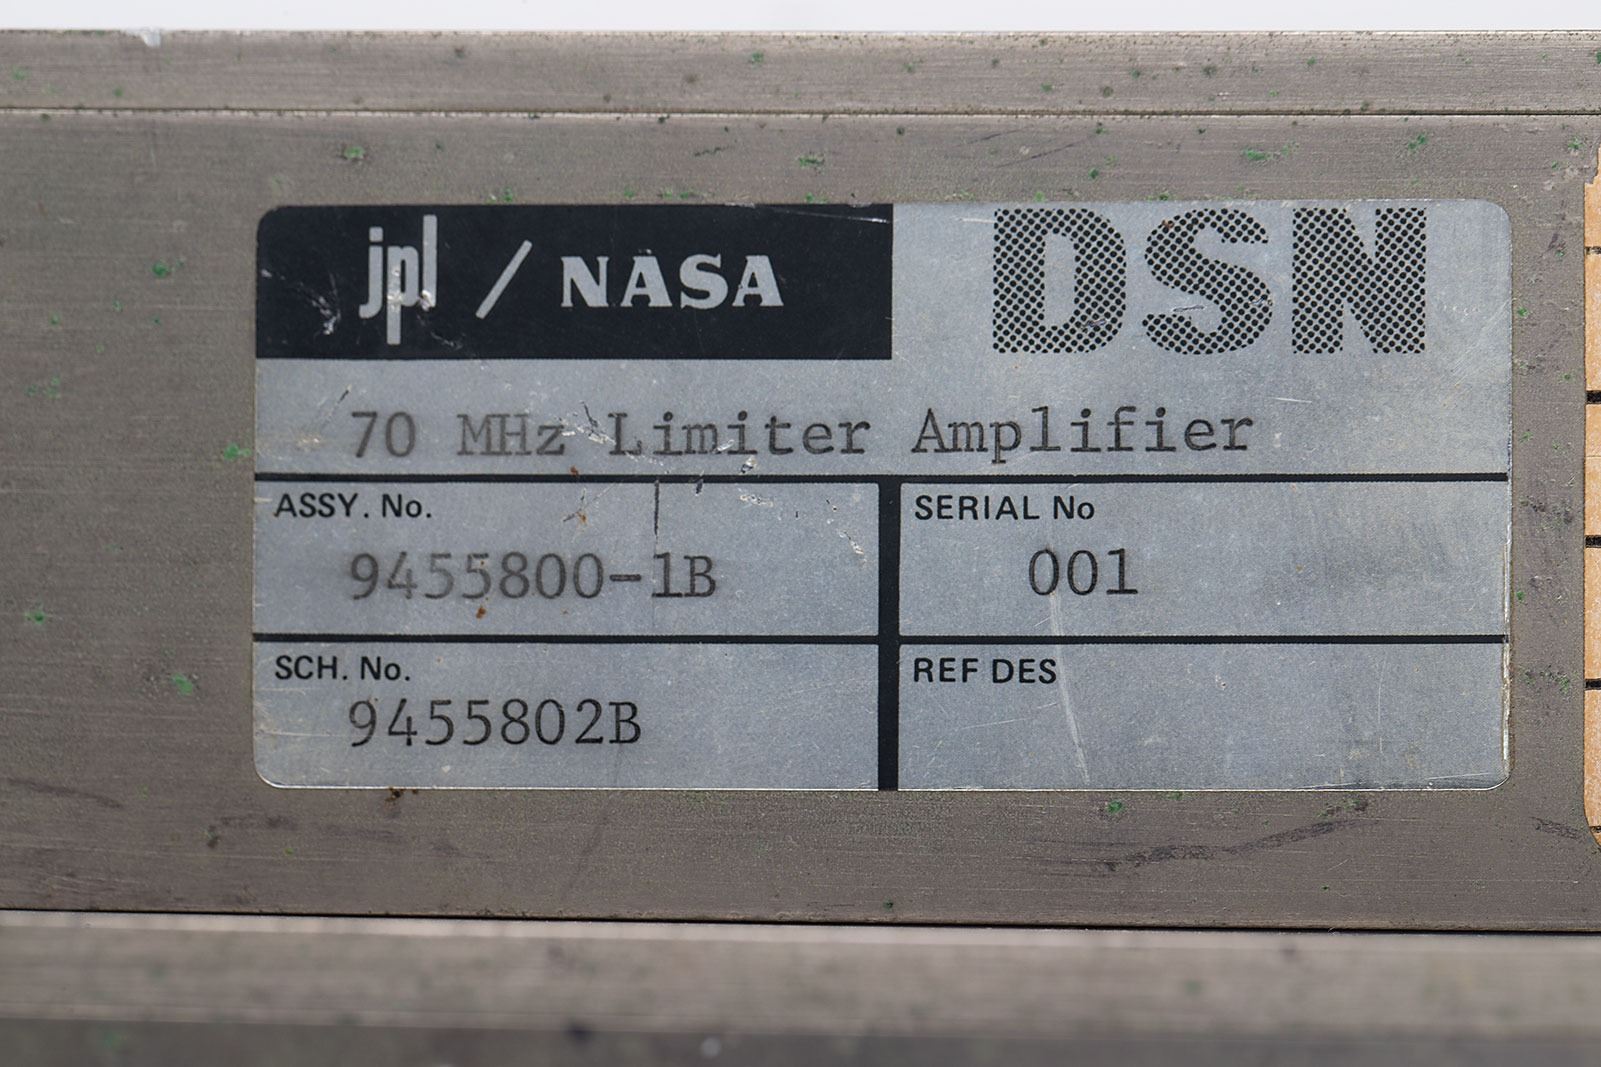 jpl / NASA DSN
70 MHz Limiter Amplifier
ASSY. No.
9455800-1B
SERIAL No
001
SCH. No.
9455802B
REF DES